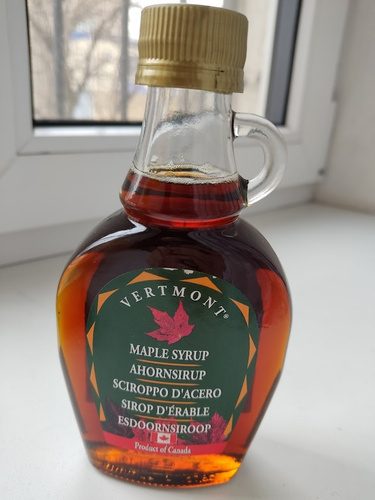 VERTMONT®
MAPLE SYRUP
AHORNSIRUP
SCIROPPO D'ACERO
SIROP D'ÉRABLE
ESDOORNSIROOP
Product of Canada